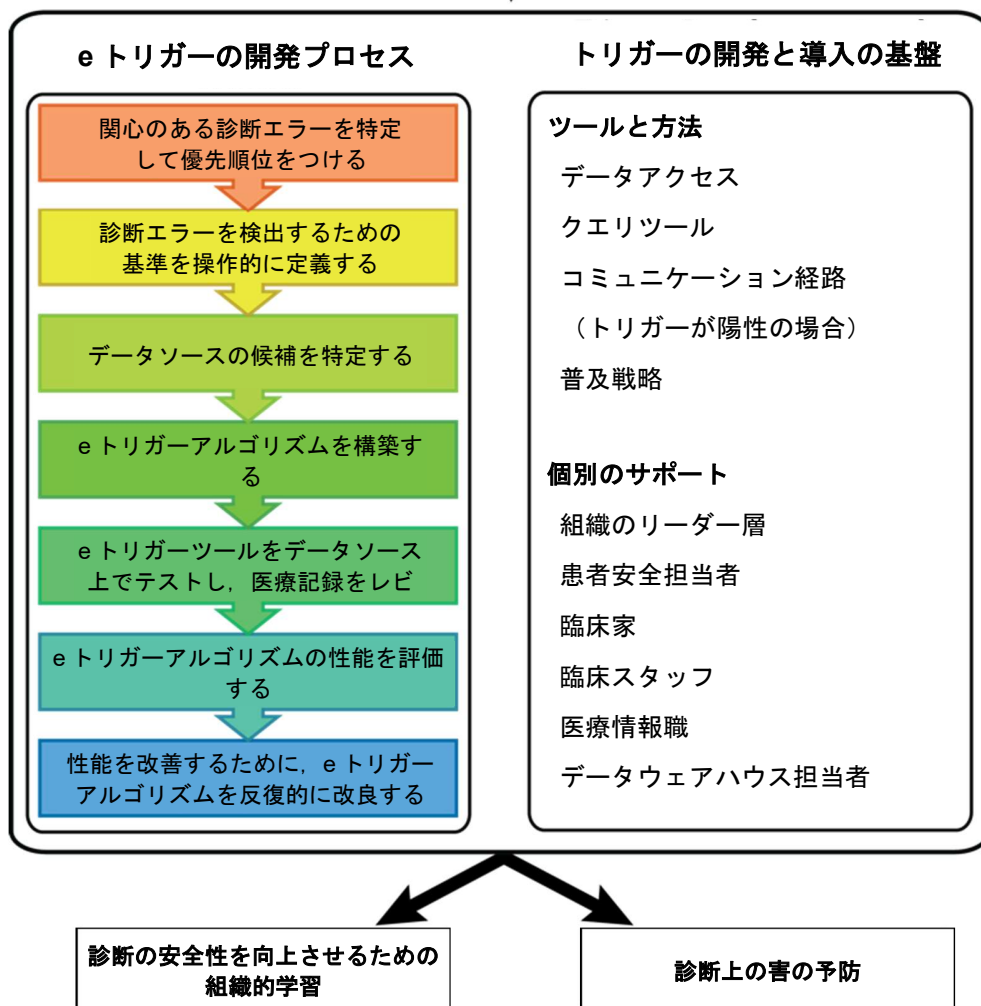 e トリガーの開発プロセス
関心のある診断エラーを特定
して優先順位をつける
診断エラーを検出するための
基準を操作的に定義する
データソースの候補を特定する
e トリガーアルゴリズムを構築す
る
e トリガーツールをデータソース
上でテストし，医療記録をレビ
e トリガーアルゴリズムの性能を評価
する
性能を改善するために，e トリガー
アルゴリズムを反復的に改良する
トリガーの開発と導入の基盤
ツールと方法
データアクセス
クエリツール
コミュニケーション経路
（トリガーが陽性の場合）
普及戦略
個別のサポート
組織のリーダー層
患者安全担当者
臨床家
臨床スタッフ
医療情報職
データウェアハウス担当者
診断の安全性を向上させるための
組織的学習
診断上の害の予防